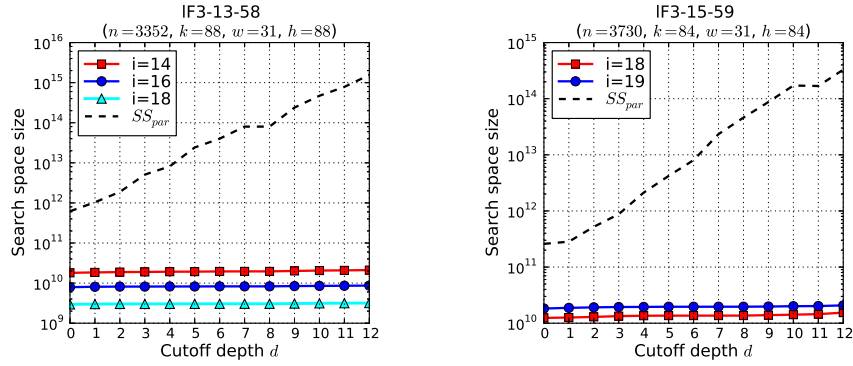 IF3-13-58
(n=3352, k=88, w=31, h=88)
10^16
10^15
10^14
10^13
10^12
10^11
10^10
10^9
Search space size
i=14
i=16
i=18
SS_par
0 1 2 3 4 5 6 7 8 9 10 11 12
Cutoff depth d
IF3-15-59
(n=3730, k=84, w=31, h=84)
10^15
10^14
10^13
10^12
10^11
10^10
Search space size
i=18
i=19
SS_par
0 1 2 3 4 5 6 7 8 9 10 11 12
Cutoff depth d